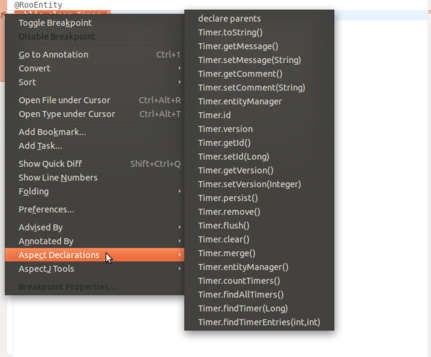 @RooEntity
Toggle Breakpoint
Disable Breakpoint
Go to Annotation Ctrl+1
Convert
Sort
Open File under Cursor Ctrl+Alt+R
Open Type under Cursor Ctrl+Alt+T
Add Bookmark...
Add Task...
Show Quick Diff Shift+Ctrl+Q
Show Line Numbers
Folding
Preferences...
Advised By
Annotated By
Aspect Declarations
AspectJ Tools
Breakpoint Properties...
declare parents
Timer.toString()
Timer.getMessage()
Timer.setMessage(String)
Timer.getComment()
Timer.setComment(String)
Timer.entityManager
Timer.id
Timer.version
Timer.getId()
Timer.setId(Long)
Timer.getVersion()
Timer.setVersion(Integer)
Timer.persist()
Timer.remove()
Timer.flush()
Timer.clear()
Timer.merge()
Timer.entityManager()
Timer.countTimers()
Timer.findAllTimers()
Timer.findTimer(Long)
Timer.findTimerEntries(int,int)